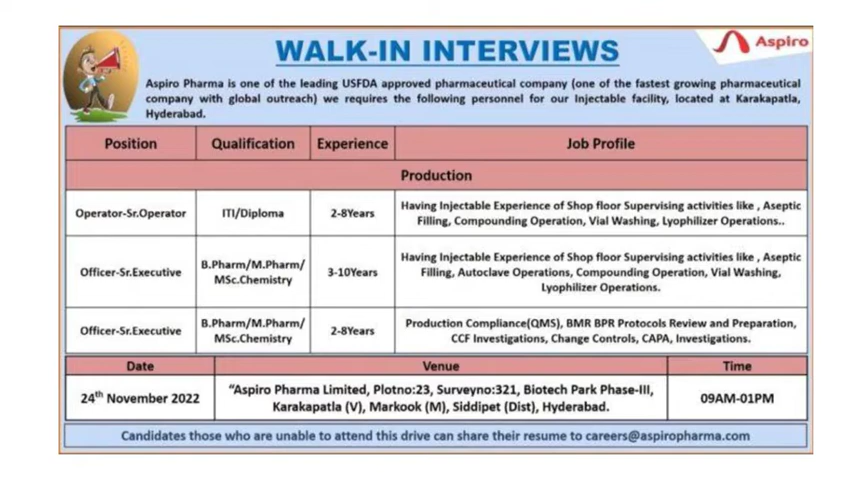 WALK-IN INTERVIEWS
Aspiro
Aspiro Pharma is one of the leading USFDA approved pharmaceutical company (one of the fastest growing pharmaceutical
company with global outreach) we requires the following personnel for our Injectable facility, located at Karakapatla,
Hyderabad.
Position Qualification Experience Job Profile
Production
Operator-Sr.Operator ITI/Diploma 2-8Years
Having Injectable Experience of Shop floor Supervising activities like , Aseptic
Filling, Compounding Operation, Vial Washing, Lyophilizer Operations..
Officer-Sr.Executive
B.Pharm/M.Pharm/
MSc.Chemistry
3-10Years
Having Injectable Experience of Shop floor Supervising activities like , Aseptic
Filling, Autoclave Operations, Compounding Operation, Vial Washing,
Lyophilizer Operations.
Officer-Sr.Executive
B.Pharm/M.Pharm/
MSc.Chemistry
2-8Years
Production Compliance(QMS), BMR BPR Protocols Review and Preparation,
CCF Investigations, Change Controls, CAPA, Investigations.
Date Venue Time
24th November 2022
“Aspiro Pharma Limited, Plotno:23, Surveyno:321, Biotech Park Phase-III,
Karakapatla (V), Markook (M), Siddipet (Dist), Hyderabad.
09AM-01PM
Candidates those who are unable to attend this drive can share their resume to careers@aspiropharma.com